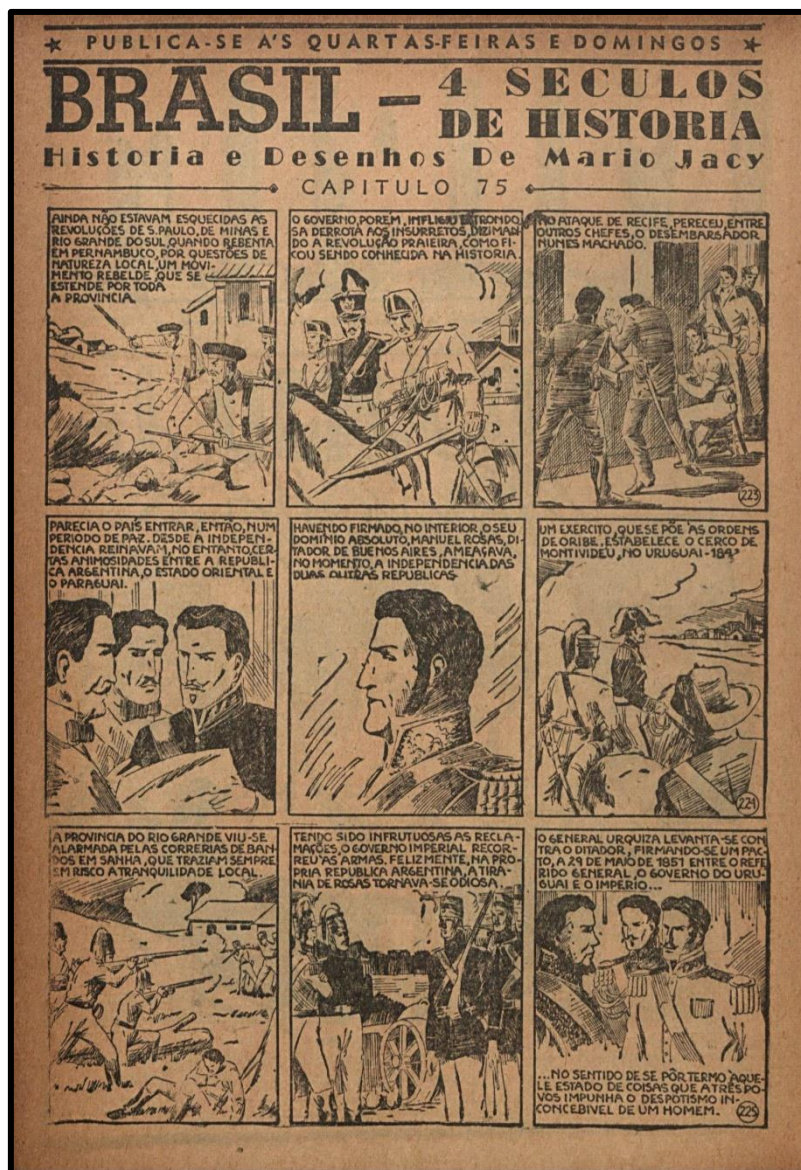 PUBLICA-SE A'S QUARTAS-FEIRAS E DOMINGOS
BRASIL - 4 SECULOS
DE HISTORIA
Historia e Desenhos De Mario Jacy
CAPITULO 75
AINDA NÃO ESTAVAM ESQUECIDAS AS
REVOLUÇÕES DE S. PAULO, DE MINAS E
RIO GRANDE DO SUL, QUANDO REBENTA
EM PERNAMBUCO, POR QUESTÕES DE
NATUREZA LOCAL, UM MOVI-
MENTO REBELDE, QUE SE
ESTENDE POR TODA
A PROVINCIA.
O GOVERNO, PORÉM, INFLIGIU ESTRONDO
SA DERROTA AOS INSURRETOS, DIZIMAN-
DO A REVOLUÇÃO PRAIEIRA, COMO FI-
COU SENDO CONHECIDA NA HISTORIA.
NO ATAQUE DE RECIFE, PERECEU, ENTRE
OUTROS CHEFES, O DESEMBARGADOR
NUNES MACHADO.
223
PARECIA O PAÍS ENTRAR, ENTÃO, NUM
PERIODO DE PAZ. DESDE A INDEPEN-
DENCIA REINAVAM, NO ENTANTO, CER-
TAS ANIMOSIDADES ENTRE A REPUBLI-
CA ARGENTINA, O ESTADO ORIENTAL E
O PARAGUAI.
HAVENDO FIRMADO, NO INTERIOR, O SEU
DOMINIO ABSOLUTO, MANUEL ROSAS, DI-
TADOR DE BUENOS AIRES, AMEAÇAVA,
NO MOMENTO, A INDEPENDENCIA DAS
DUAS OUTRAS REPUBLICAS.
UM EXERCITO, QUE SE PÕE ÀS ORDENS
DE ORIBE, ESTABELECE O CERCO DE
MONTIVIDEU, NO URUGUAI -
224
A PROVINCIA DO RIO GRANDE VIU-SE
ALARMADA PELAS CORRERIAS DE BAN-
DOS EM SANHA, QUE TRAZIAM SEMPRE
EM RISCO A TRANQUILIDADE LOCAL.
TENDO SIDO INFRUTUOSAS AS RECLA-
MAÇÕES, O GOVERNO IMPERIAL RECOR-
REU ÀS ARMAS. FELIZMENTE, NA PRO-
PRIA REPUBLICA ARGENTINA, A TIRA-
NIA DE ROSAS TORNAVA-SE ODIOSA.
O GENERAL URQUIZA LEVANTA-SE CON
TRA O DITADOR, FIRMANDO-SE UM PAC-
TO, A 29 DE MAIO DE 1851 ENTRE O REFE
RIDO GENERAL, O GOVERNO DO URU-
GUAI E O IMPÉRIO...
...NO SENTIDO DE SE PÔR TERMO ÀQUE-
LE ESTADO DE COISAS QUE A TRÊS PO-
VOS IMPUNHA O DESPOTISMO IN-
CONCEBIVEL DE UM HOMEM.
225